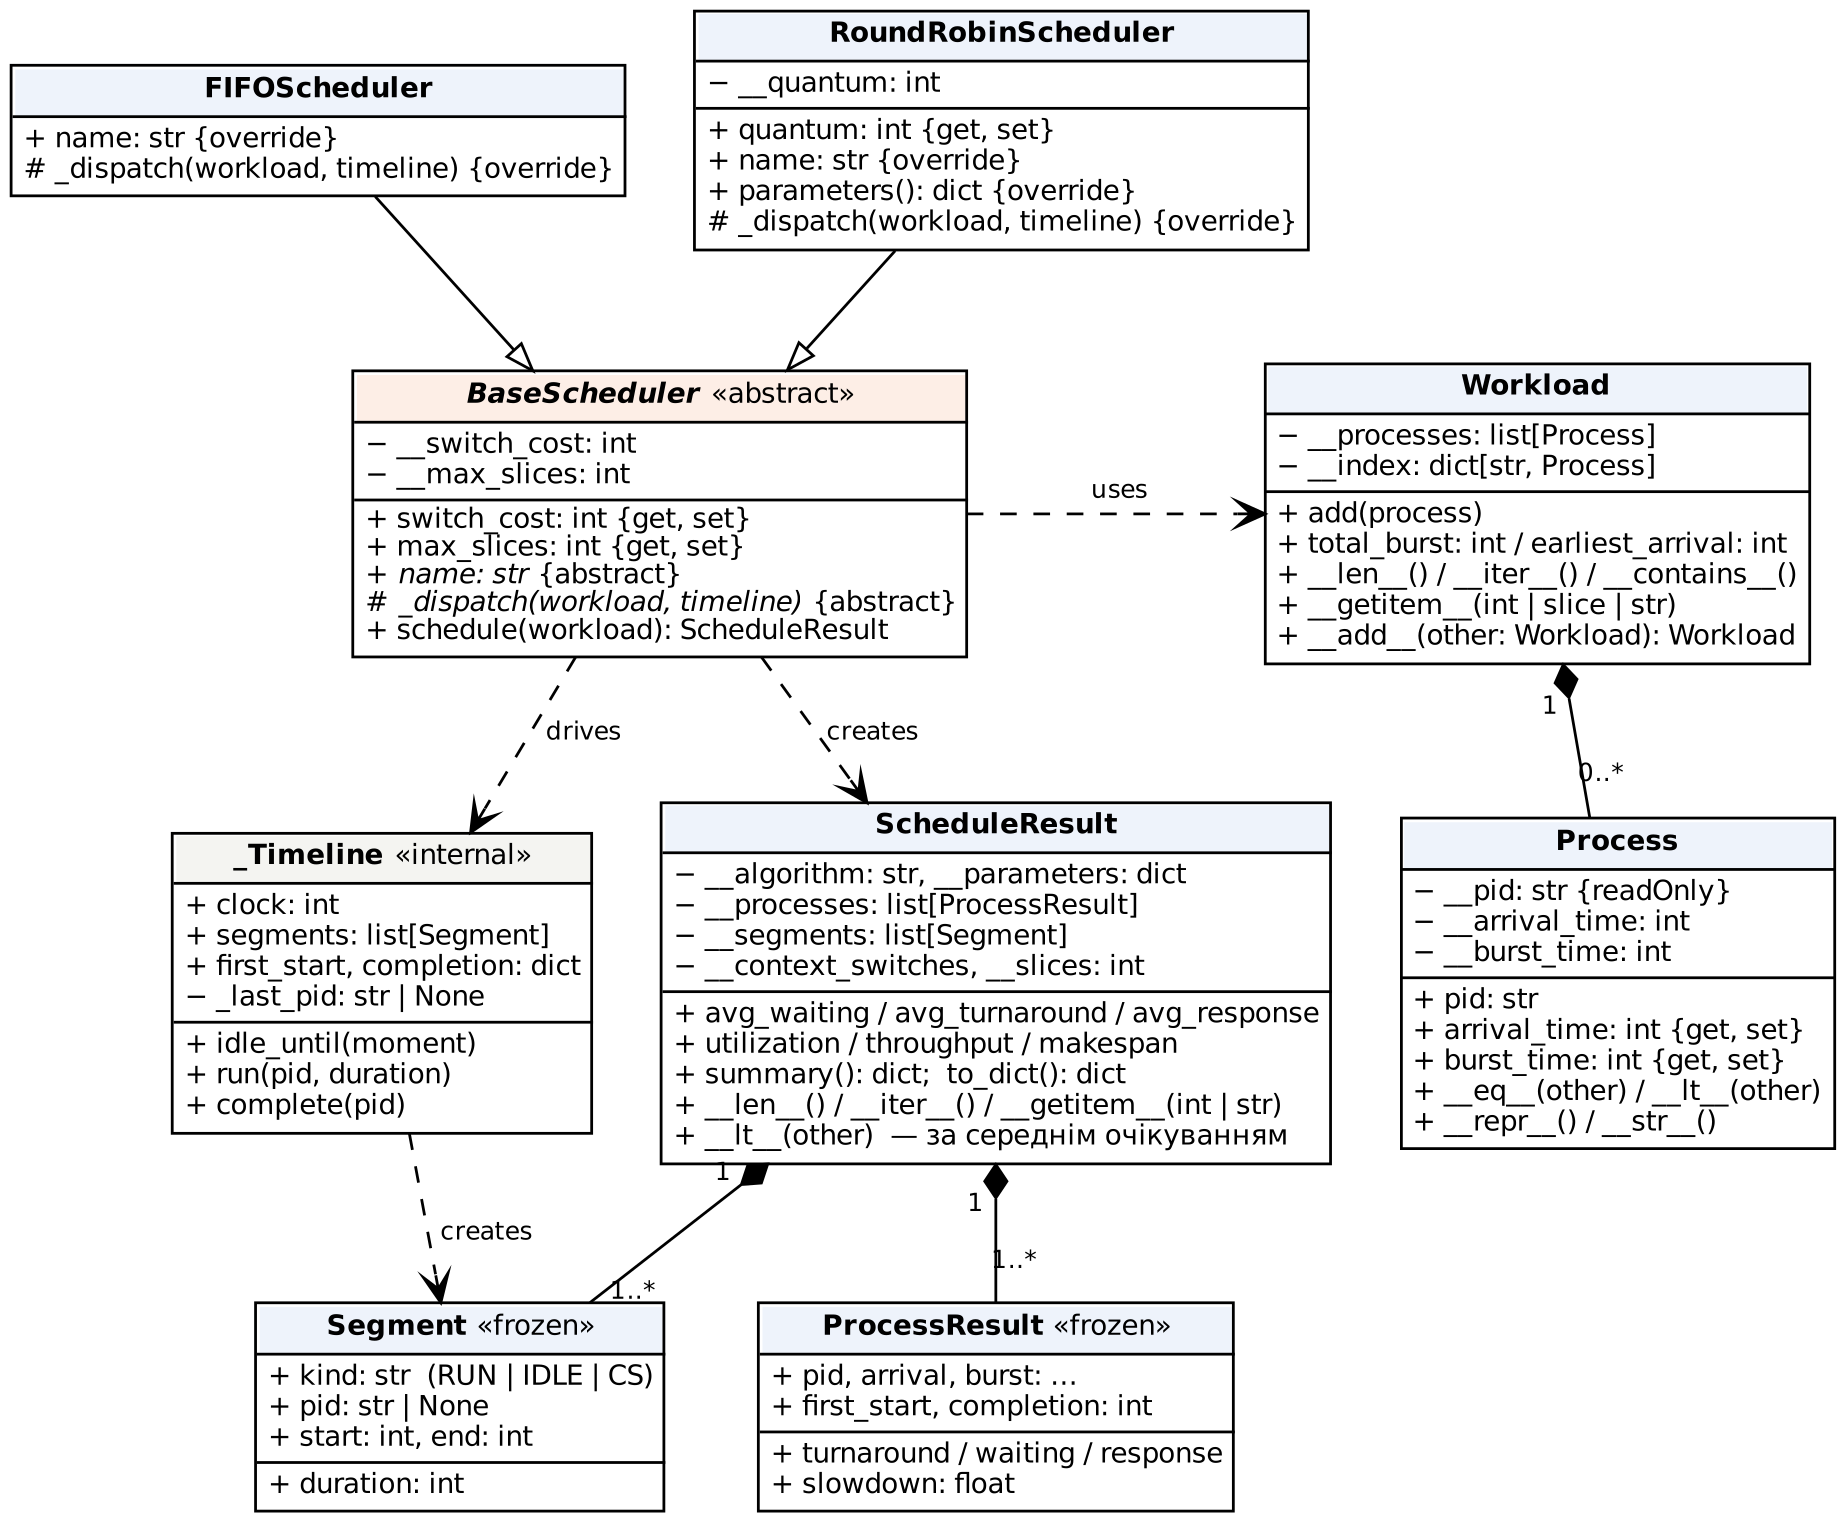 RoundRobinScheduler
− __quantum: int
+ quantum: int {get, set}
+ name: str {override}
+ parameters(): dict {override}
# _dispatch(workload, timeline) {override}
FIFOScheduler
+ name: str {override}
# _dispatch(workload, timeline) {override}
BaseScheduler «abstract»
− __switch_cost: int
− __max_slices: int
+ switch_cost: int {get, set}
+ max_slices: int {get, set}
+ name: str {abstract}
# _dispatch(workload, timeline) {abstract}
+ schedule(workload): ScheduleResult
uses
Workload
− __processes: list[Process]
− __index: dict[str, Process]
+ add(process)
+ total_burst: int / earliest_arrival: int
+ __len__() / __iter__() / __contains__()
+ __getitem__(int | slice | str)
+ __add__(other: Workload): Workload
1
0..*
drives
creates
_Timeline «internal»
+ clock: int
+ segments: list[Segment]
+ first_start, completion: dict
− _last_pid: str | None
+ idle_until(moment)
+ run(pid, duration)
+ complete(pid)
ScheduleResult
− __algorithm: str, __parameters: dict
− __processes: list[ProcessResult]
− __segments: list[Segment]
− __context_switches, __slices: int
+ avg_waiting / avg_turnaround / avg_response
+ utilization / throughput / makespan
+ summary(): dict;  to_dict(): dict
+ __len__() / __iter__() / __getitem__(int | str)
+ __lt__(other)  — за середнім очікуванням
Process
− __pid: str {readOnly}
− __arrival_time: int
− __burst_time: int
+ pid: str
+ arrival_time: int {get, set}
+ burst_time: int {get, set}
+ __eq__(other) / __lt__(other)
+ __repr__() / __str__()
creates
1
1..*
1
1..*
Segment «frozen»
+ kind: str  (RUN | IDLE | CS)
+ pid: str | None
+ start: int, end: int
+ duration: int
ProcessResult «frozen»
+ pid, arrival, burst: …
+ first_start, completion: int
+ turnaround / waiting / response
+ slowdown: float